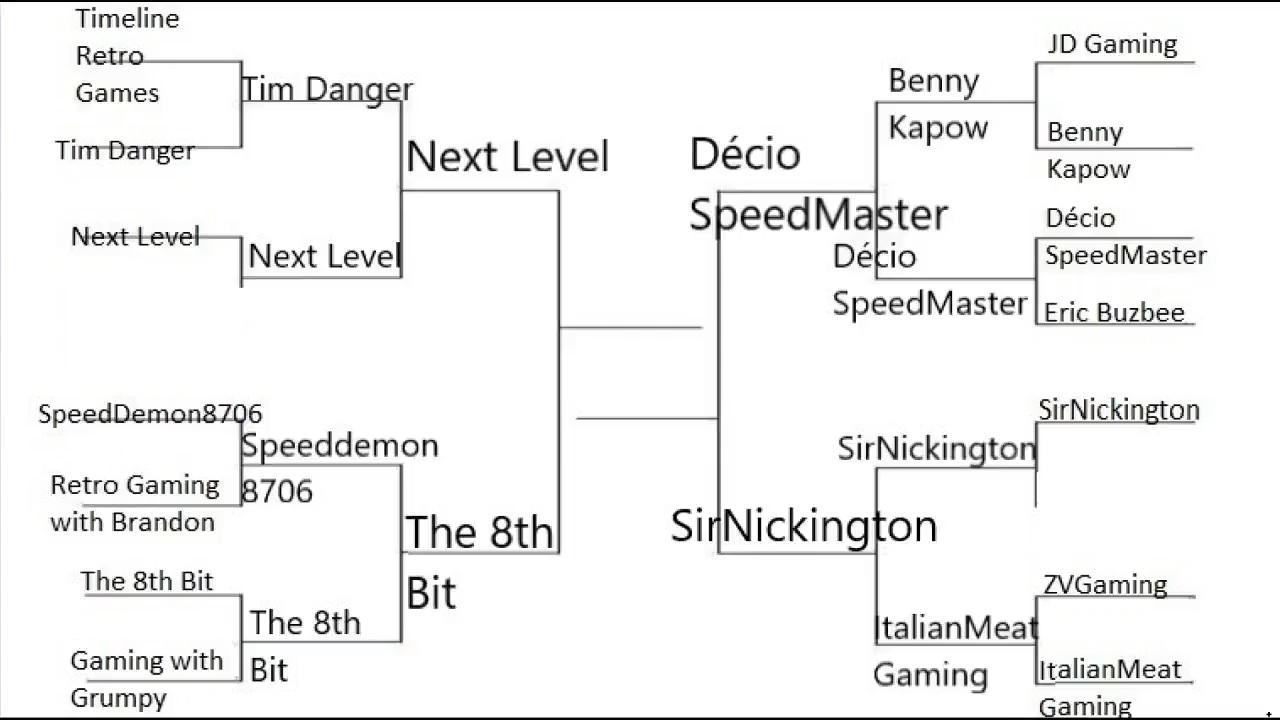 Timeline
Retro
Games
Tim Danger
Tim Danger
Next Level
Next Level
Next Level
SpeedDemon8706
Speeddemon
8706
Retro Gaming
with Brandon
The 8th
Bit
The 8th Bit
The 8th
Bit
Gaming with
Grumpy
Décio
SpeedMaster
Benny
Kapow
JD Gaming
Benny
Kapow
Décio
SpeedMaster
Décio
SpeedMaster
Eric Buzbee
SirNickington
SirNickington
SirNickington
ItalianMeat
Gaming
ZVGaming
ItalianMeat
Gaming